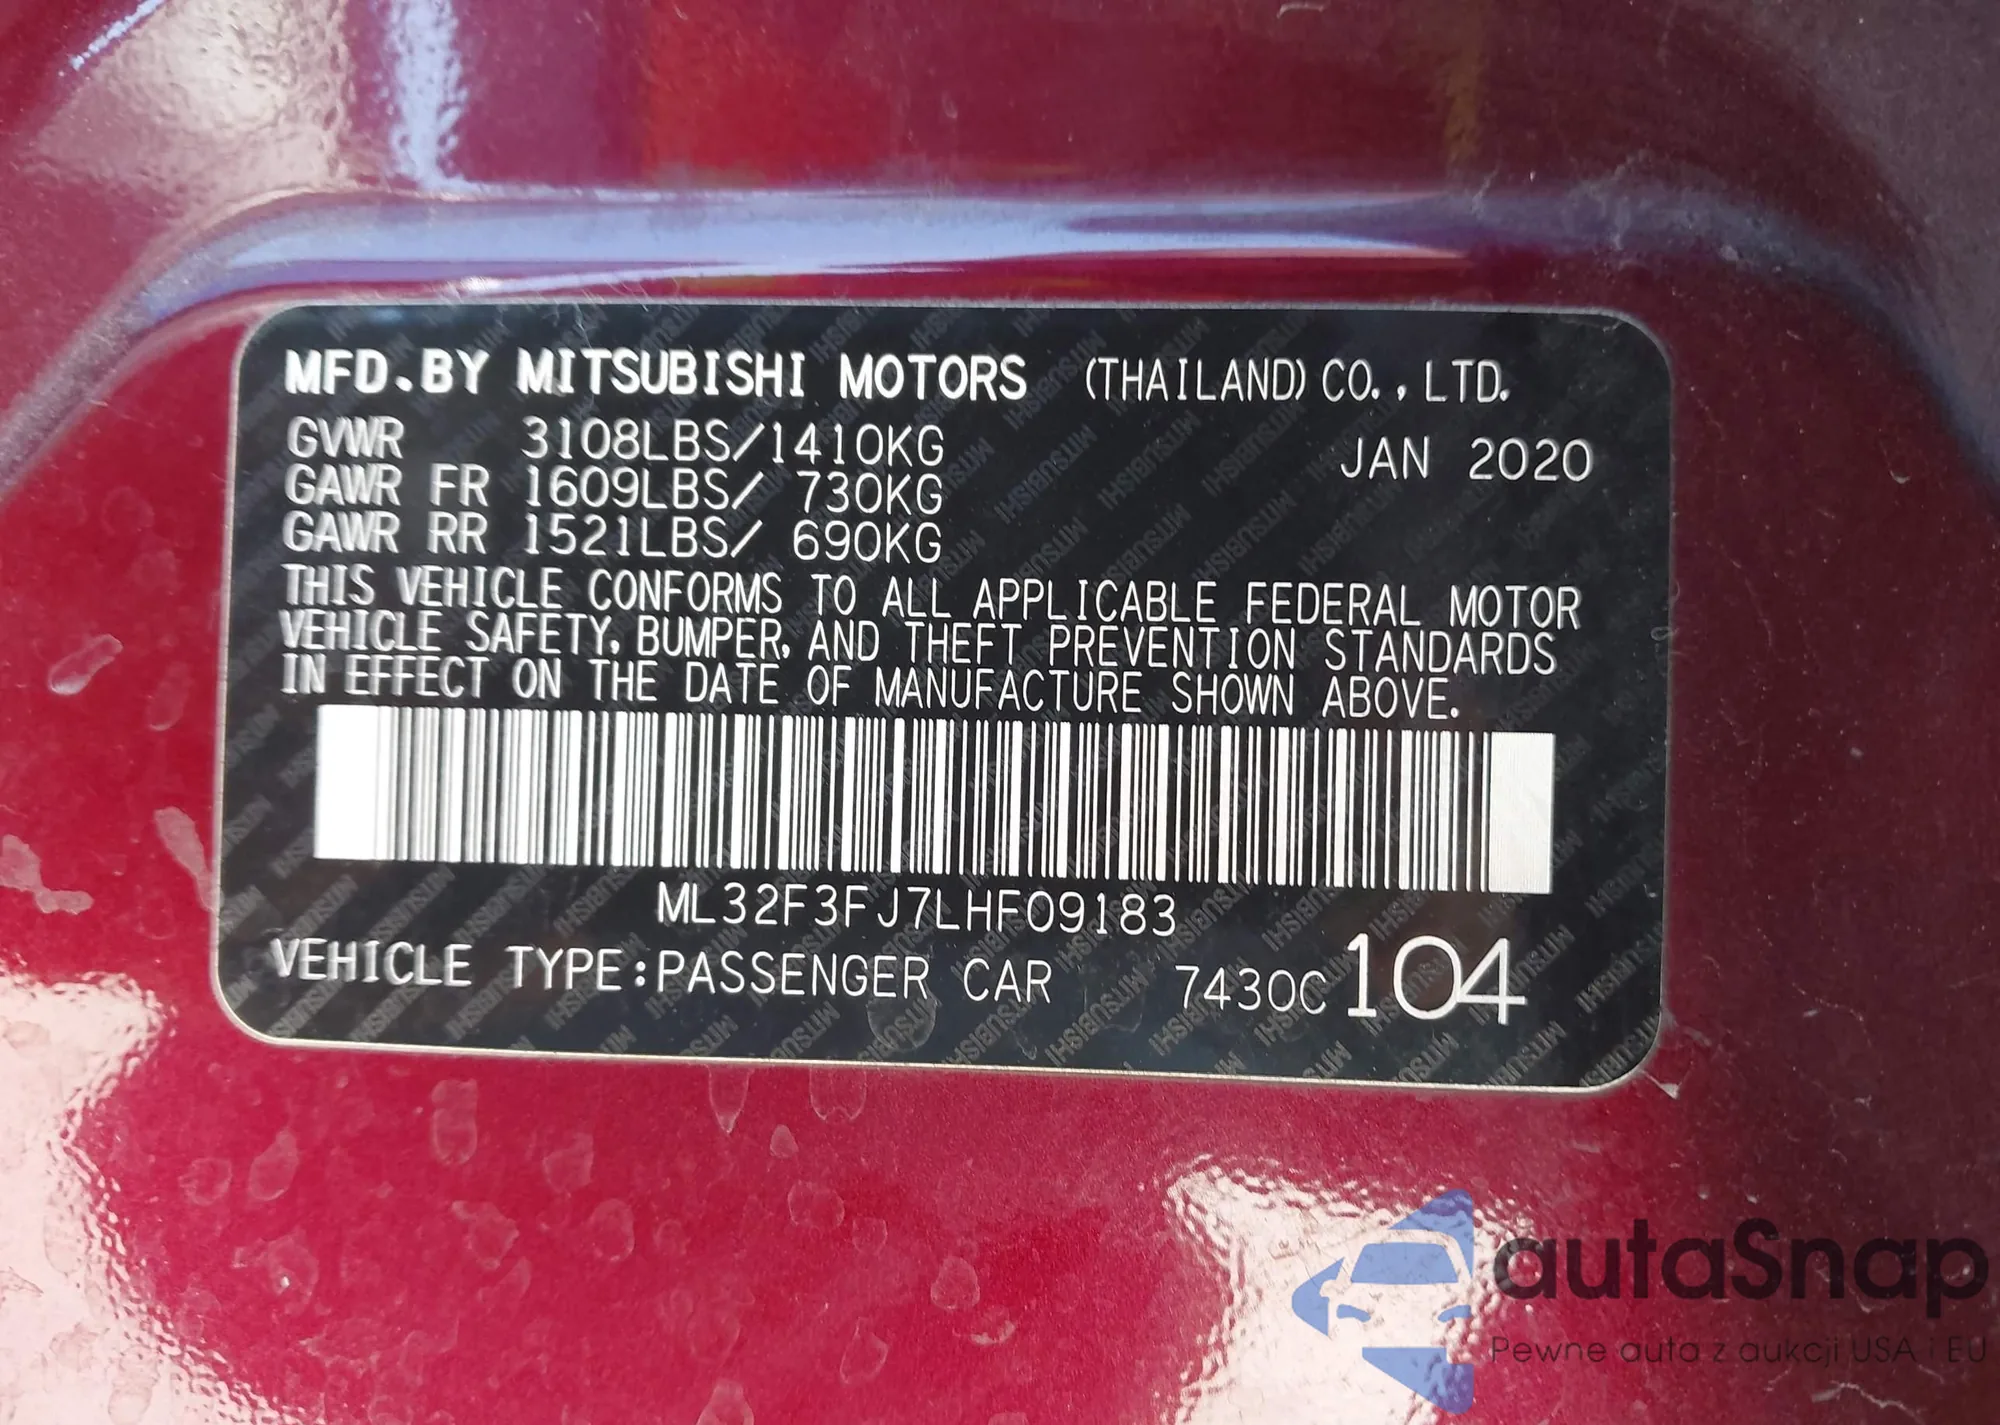 MFD.BY MITSUBISHI MOTORS (THAILAND) CO., LTD.
GVWR 3108LBS/1410KG JAN 2020
GAWR FR 1609LBS/ 730KG
GAWR RR 1521LBS/ 690KG
THIS VEHICLE CONFORMS TO ALL APPLICABLE FEDERAL MOTOR
VEHICLE SAFETY, BUMPER, AND THEFT PREVENTION STANDARDS
IN EFFECT ON THE DATE OF MANUFACTURE SHOWN ABOVE.
ML32F3FJ7LHF09183
VEHICLE TYPE:PASSENGER CAR 7430C 104
autaSnap
Pewne auta z aukcji USA i EU